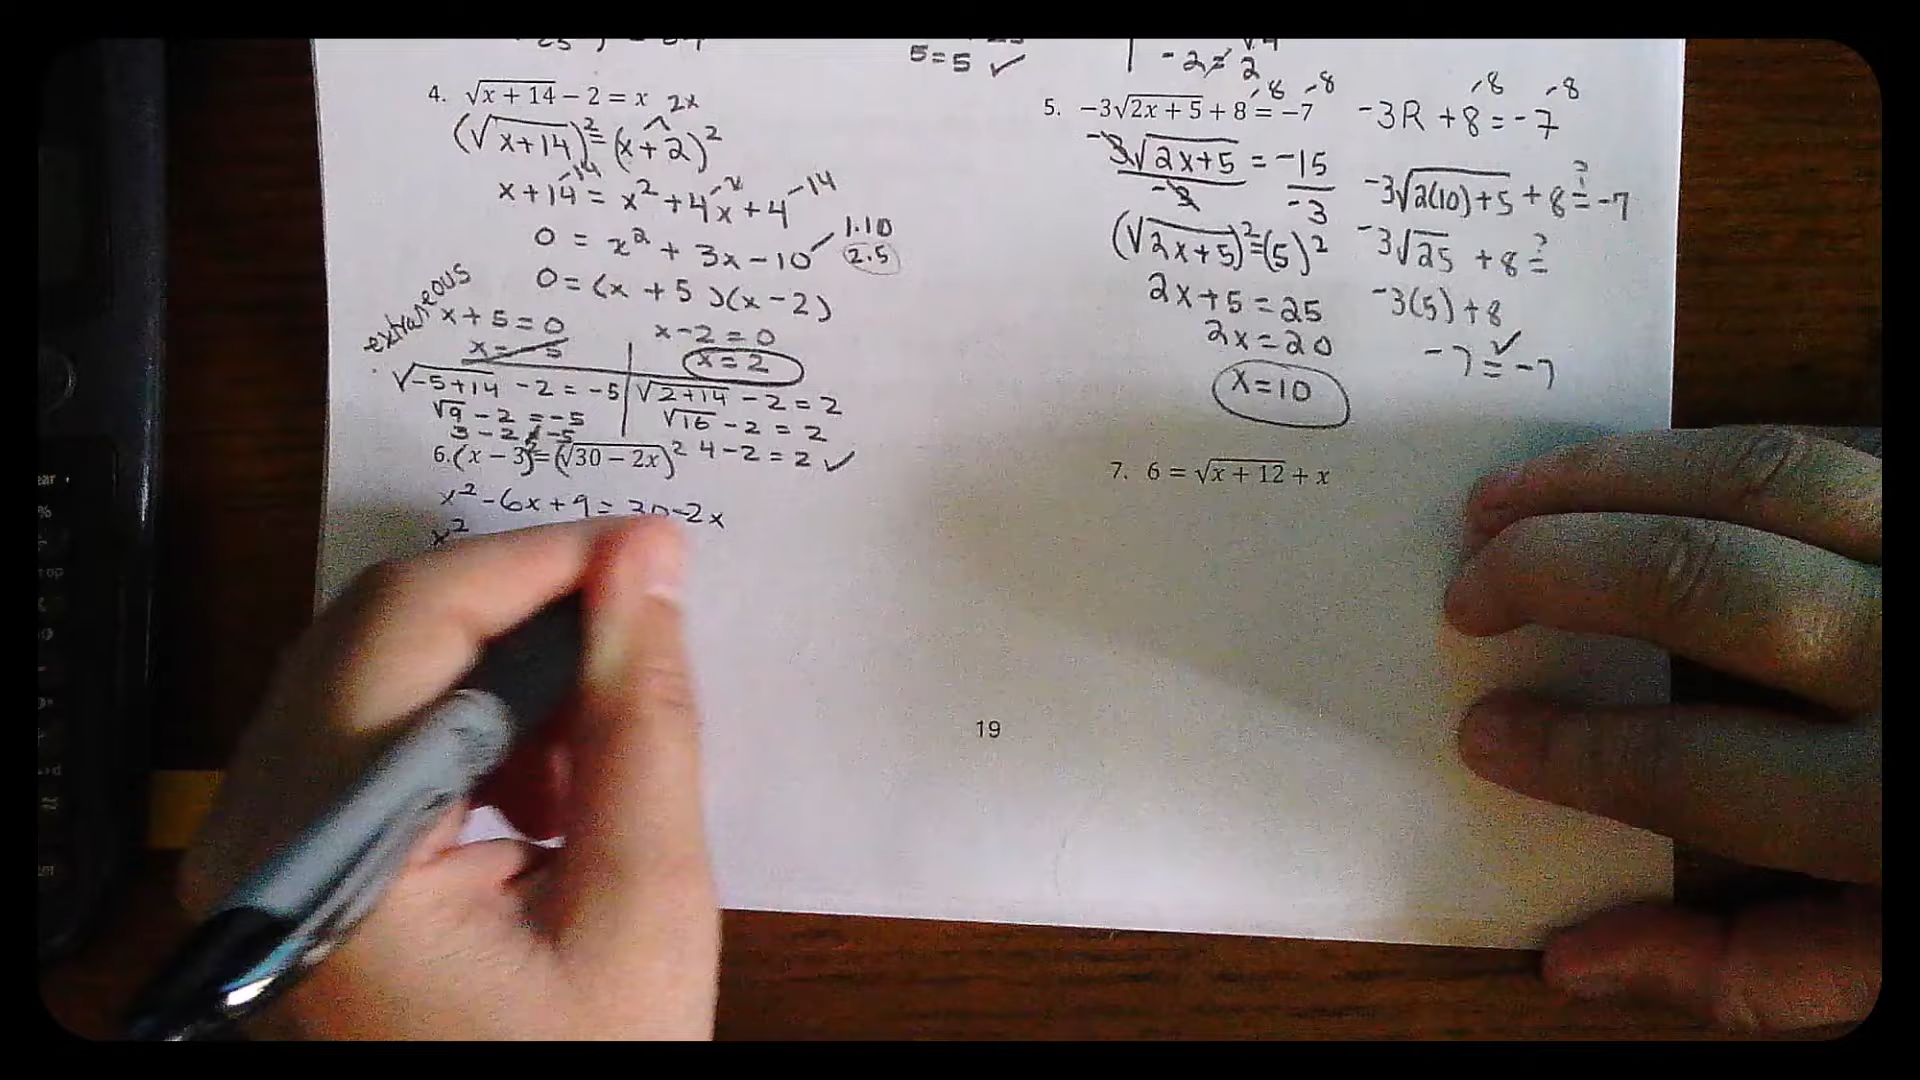 5=5 ✓
-2≠2
4. √(x + 14) − 2 = x
2x
(√(x+14))² = (x+2)²
-14 -x -14
x+14 = x² +4x+4
0 = x² + 3x-10
1.10
2.5
0=(x+5)(x-2)
extraneous
x+5=0
x=-5
√(-5+14) -2 = -5
√9 -2 = -5
3-2≠-5
x-2=0
x=2
√(2+14) -2=2
√16 -2 = 2
4-2=2 ✓
5. −3√(2x + 5) + 8 = −7
-8 -8
-3√(2x+5) = -15
-3 -3
(√(2x+5))²=(5)²
2x+5=25
2x=20
x=10
-8 -8
-3R +8=-7
-3√(2(10)+5) +8 ?= -7
-3√25 +8 ?=
-3(5)+8
-7 = -7 ✓
6. (x − 3)² = (√(30 − 2x))²
x²-6x+9=30-2x
x²
7. 6 = √(x + 12) + x
19